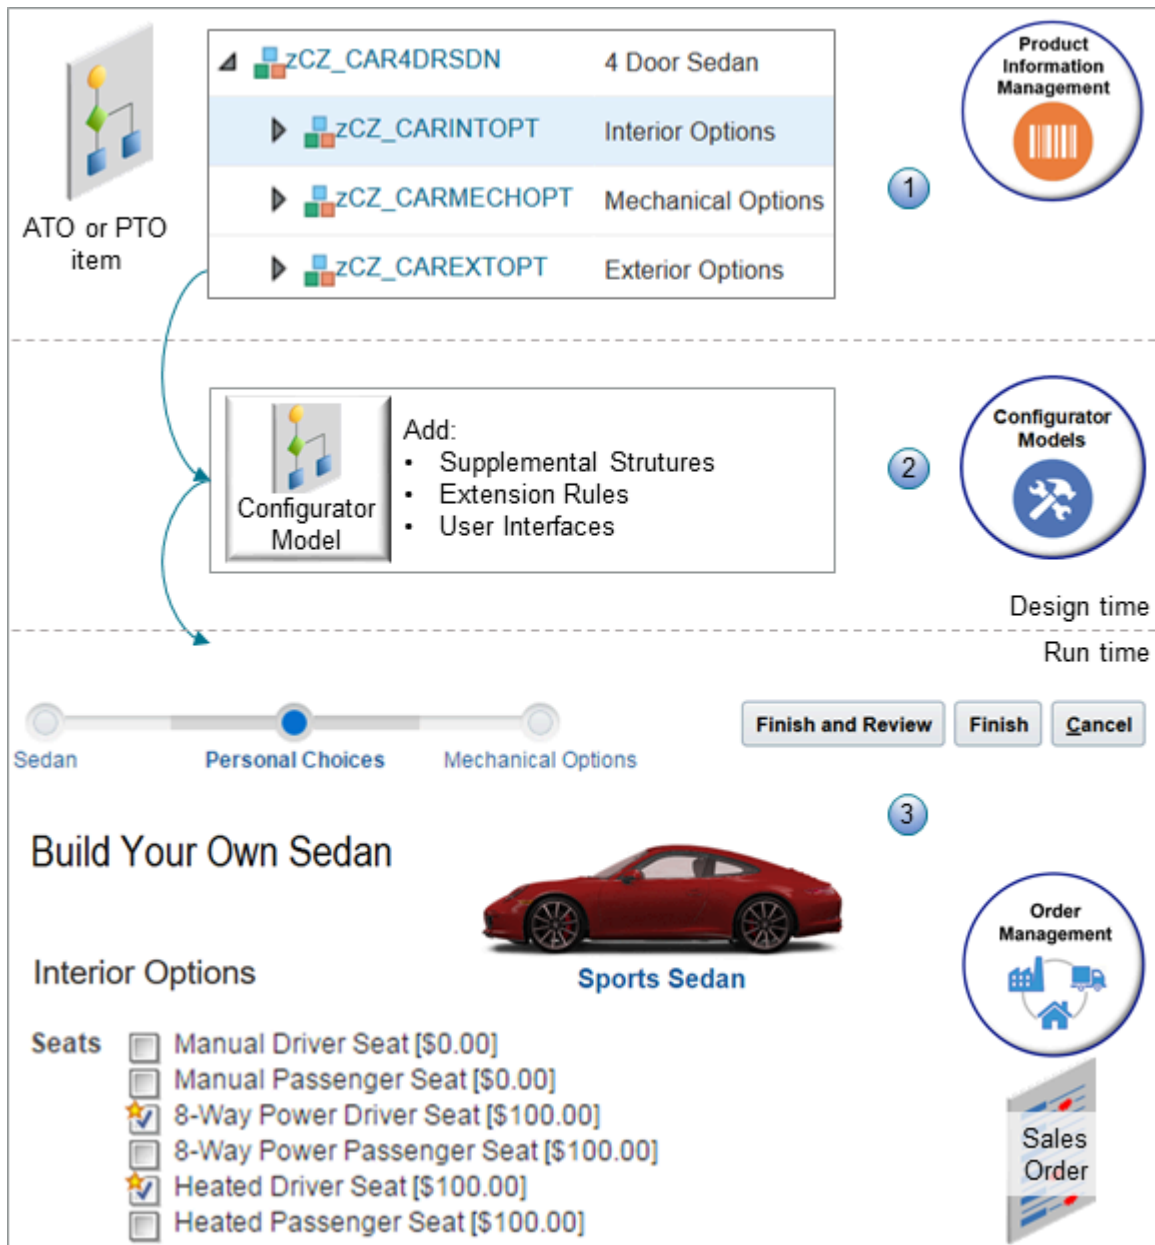 zCZ_CAR4DRSDN 4 Door Sedan
zCZ_CARINTOPT Interior Options
zCZ_CARMECHOPT Mechanical Options
zCZ_CAREXTOPT Exterior Options
ATO or PTO
item
Product
Information
Management
1
Configurator
Model
Add:
• Supplemental Strutures
• Extension Rules
• User Interfaces
2
Configurator
Models
Design time
Run time
Sedan
Personal Choices
Mechanical Options
Finish and Review
Finish
Cancel
3
Build Your Own Sedan
Sports Sedan
Order
Management
Interior Options
Seats
Manual Driver Seat [$0.00]
Manual Passenger Seat [$0.00]
8-Way Power Driver Seat [$100.00]
8-Way Power Passenger Seat [$100.00]
Heated Driver Seat [$100.00]
Heated Passenger Seat [$100.00]
Sales
Order